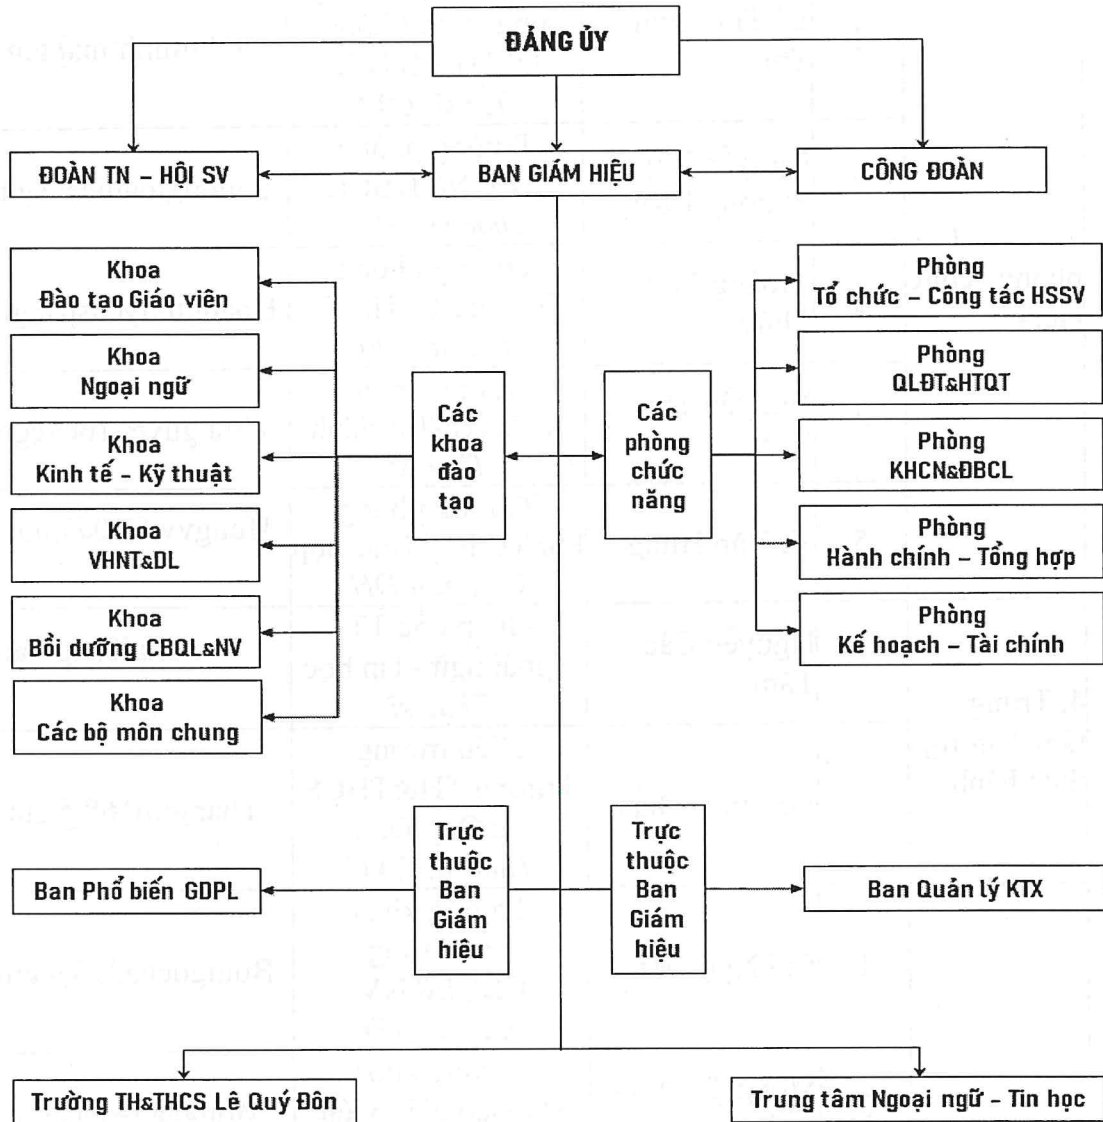 ĐẢNG ỦY
ĐOÀN TN – HỘI SV
BAN GIÁM HIỆU
CÔNG ĐOÀN
Khoa
Đào tạo Giáo viên
Khoa
Ngoại ngữ
Khoa
Kinh tế – Kỹ thuật
Khoa
VHNT&DL
Khoa
Bồi dưỡng CBQL&NV
Khoa
Các bộ môn chung
Các
khoa
đào
tạo
Các
phòng
chức
năng
Phòng
Tổ chức – Công tác HSSV
Phòng
QLĐT&HTQT
Phòng
KHCN&ĐBCL
Phòng
Hành chính – Tổng hợp
Phòng
Kế hoạch – Tài chính
Ban Phổ biến GDPL
Trực
thuộc
Ban
Giám
hiệu
Trực
thuộc
Ban
Giám
hiệu
Ban Quản lý KTX
Trường TH&THCS Lê Quý Đôn
Trung tâm Ngoại ngữ – Tin học